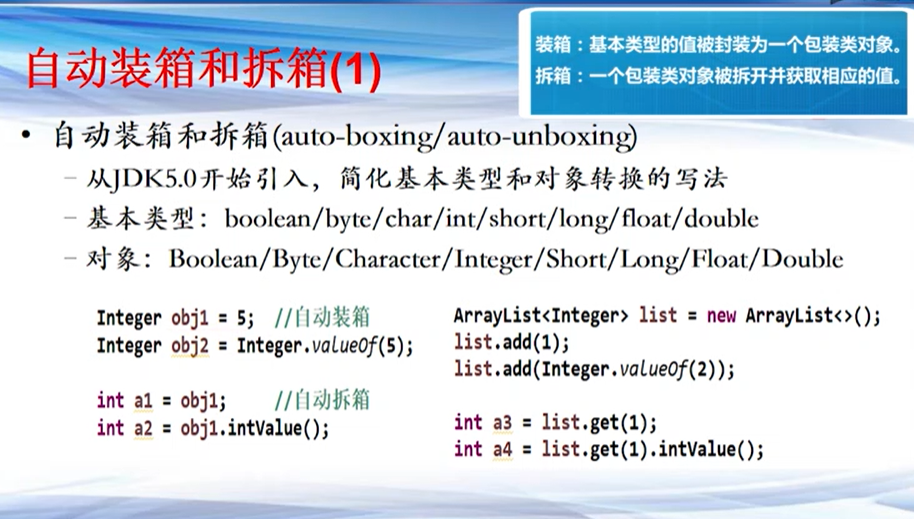 自动装箱和拆箱(1)
装箱：基本类型的值被封装为一个包装类对象。
拆箱：一个包装类对象被拆开并获取相应的值。
• 自动装箱和拆箱(auto-boxing/auto-unboxing)
– 从JDK5.0开始引入，简化基本类型和对象转换的写法
– 基本类型：boolean/byte/char/int/short/long/float/double
– 对象：Boolean/Byte/Character/Integer/Short/Long/Float/Double
Integer obj1 = 5; //自动装箱
Integer obj2 = Integer.valueOf(5);
int a1 = obj1; //自动拆箱
int a2 = obj1.intValue();
ArrayList<Integer> list = new ArrayList<>();
list.add(1);
list.add(Integer.valueOf(2));
int a3 = list.get(1);
int a4 = list.get(1).intValue();